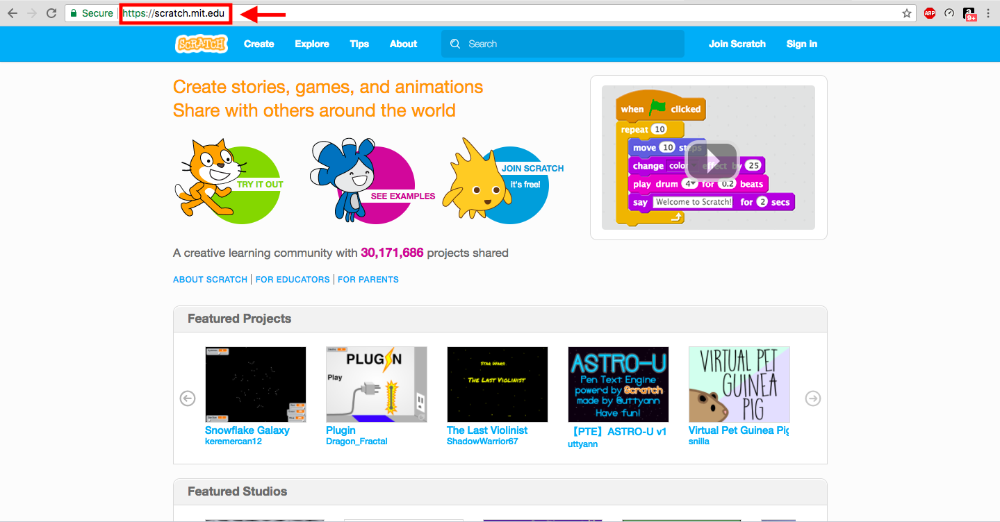 Secure https://scratch.mit.edu
ABP
a
9+
SCRATCH Create Explore Tips About Search Join Scratch Sign in
Create stories, games, and animations
Share with others around the world
TRY IT OUT
SEE EXAMPLES
JOIN SCRATCH
It's free!
when clicked
repeat 10
move 10 steps
change color effect by 25
play drum 4 for 0.2 beats
say Welcome to Scratch! for 2 secs
A creative learning community with 30,171,686 projects shared
ABOUT SCRATCH | FOR EDUCATORS | FOR PARENTS
Featured Projects
PLUGIN
Play
STAR WARS:
THE LAST VIOLINIST
ASTRO-U
Pen Text Engine
powerd by Scratch
made by @uttyann
Have fun!
VIRTUAL PET
GUINEA
PIG
Snowflake Galaxy
keremercan12
Plugin
Dragon_Fractal
The Last Violinist
ShadowWarrior67
【PTE】ASTRO-U v1
uttyann
Virtual Pet Guinea Pig
snilla
Featured Studios